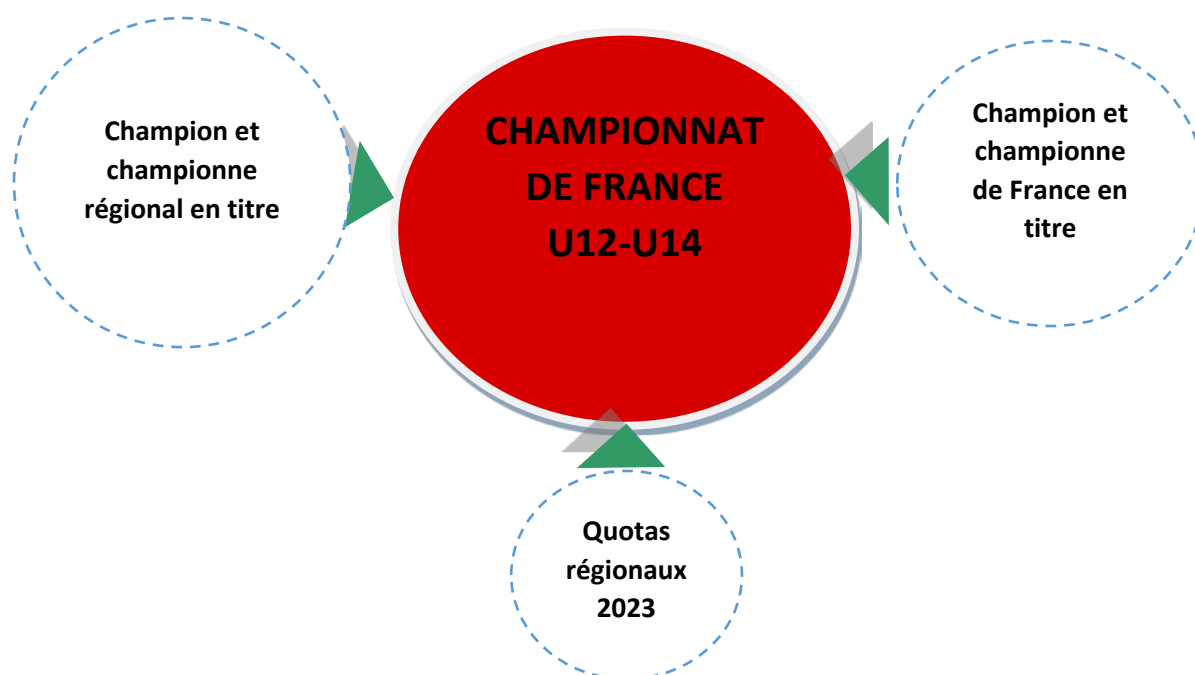 Champion et
championne
régional en titre
CHAMPIONNAT
DE FRANCE
U12-U14
Champion et
championne
de France en
titre
Quotas
régionaux
2023